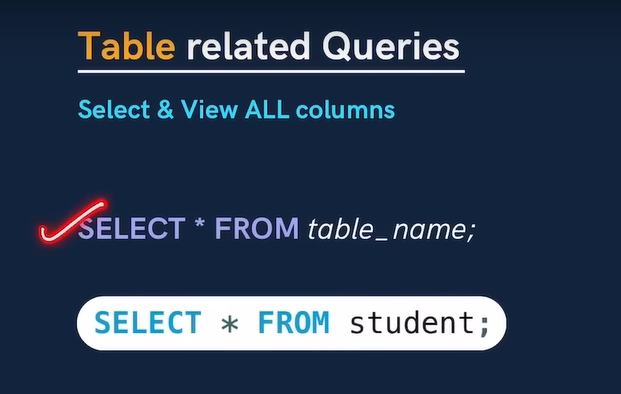 Table related Queries
Select & View ALL columns
SELECT * FROM table_name;
SELECT * FROM student;